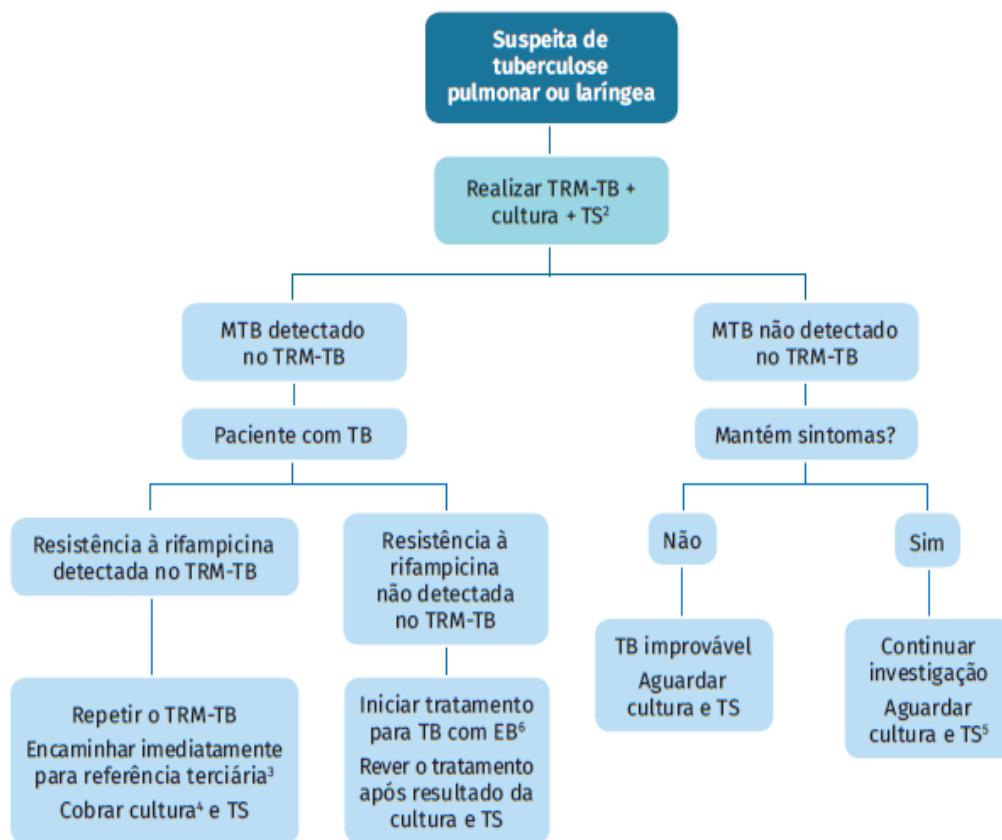 Suspeita de
tuberculose
pulmonar ou laríngea
Realizar TRM-TB +
cultura + TS²
MTB detectado
no TRM-TB
MTB não detectado
no TRM-TB
Paciente com TB
Mantém sintomas?
Resistência à rifampicina
detectada no TRM-TB
Resistência à
rifampicina
não detectada
no TRM-TB
Não
Sim
Repetir o TRM-TB
Encaminhar imediatamente
para referência terciária³
Cobrar cultura⁴ e TS
Iniciar tratamento
para TB com EB⁶
Rever o tratamento
após resultado da
cultura e TS
TB improvável
Aguardar
cultura e TS
Continuar
investigação
Aguardar
cultura e TS⁵